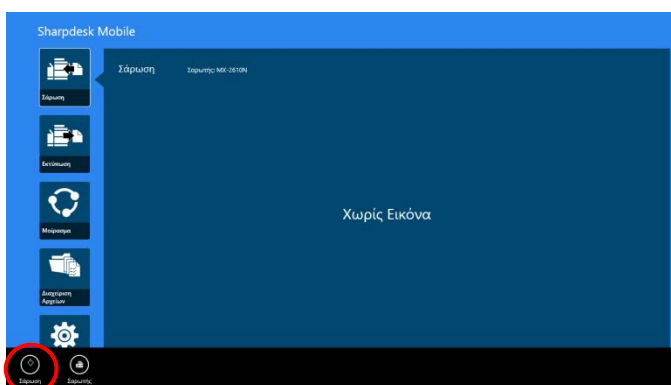 Sharpdesk Mobile
Σάρωση
Σαρωτής: MX-2610N
Σάρωση
Εκτύπωση
Μοίρασμα
Διαχείριση
Αρχείων
Χωρίς Εικόνα
Σάρωση
Σαρωτής